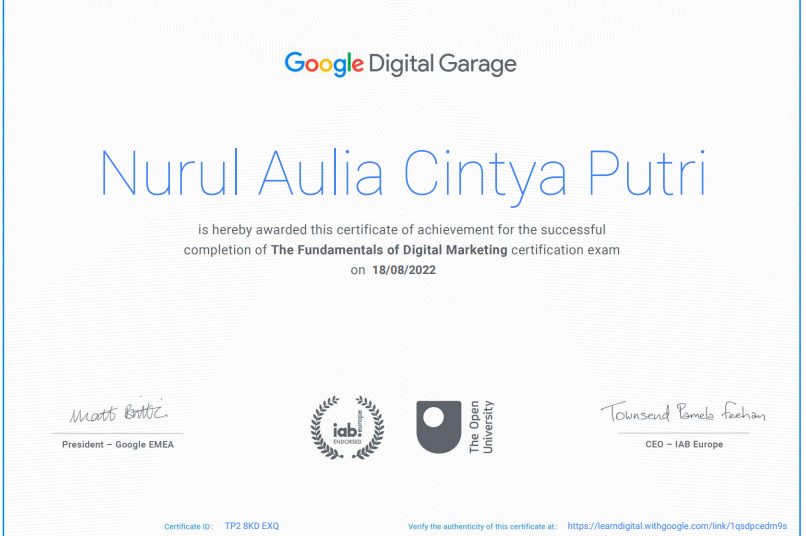 Google Digital Garage
Nurul Aulia Cintya Putri
is hereby awarded this certificate of achievement for the successful
completion of The Fundamentals of Digital Marketing certification exam
on 18/08/2022
Matt Brittin
President – Google EMEA
iab europe
ENDORSED
The Open
University
Townsend Pamela Feehan
CEO – IAB Europe
Certificate ID : TP2 8KD EXQ
Verify the authenticity of this certificate at : https://learndigital.withgoogle.com/link/1qsdpcedm9s